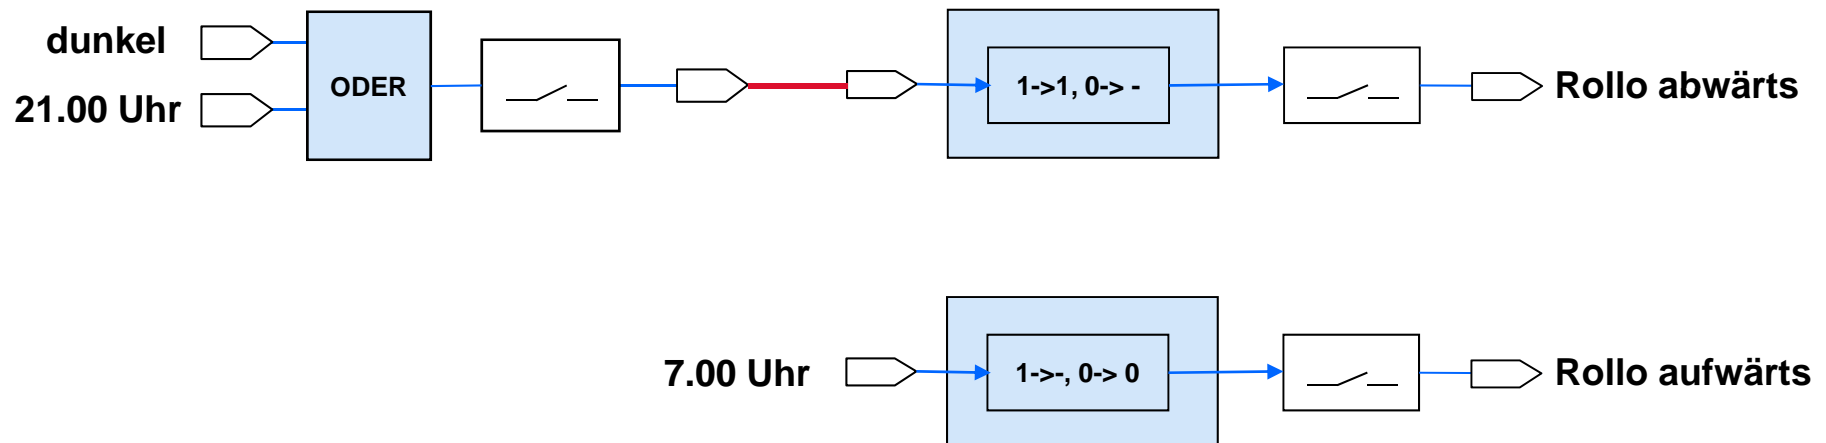 dunkel
21.00 Uhr
ODER
1->1, 0-> -
Rollo abwärts
7.00 Uhr
1->-, 0-> 0
Rollo aufwärts